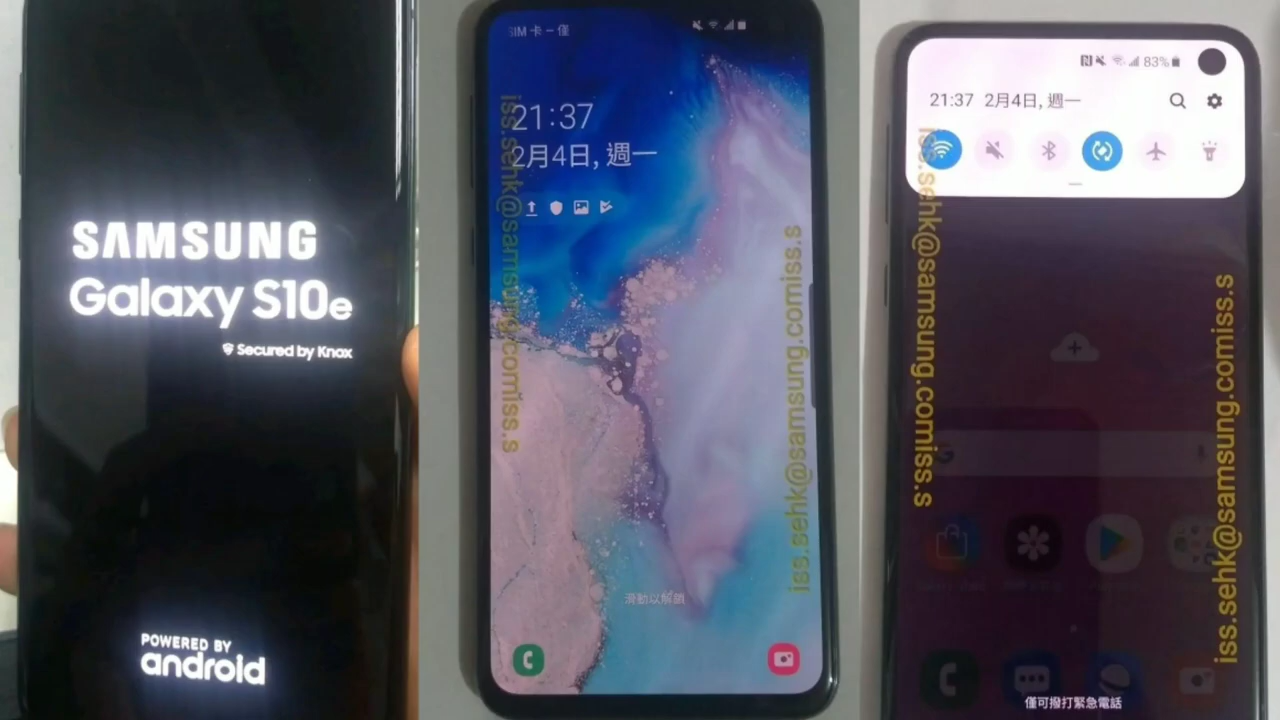 SAMSUNG
Galaxy S10e
Secured by Knox
POWERED BY
android
SIM 卡 – 僅
21:37
2月4日, 週一
滑動以解鎖
iss.sehk@samsung.comiss.s
iss.sehk@samsung.comiss.s
83%
21:37 2月4日, 週一
iss.sehk@samsung.comiss.s
iss.sehk@samsung.comiss.s
僅可撥打緊急電話